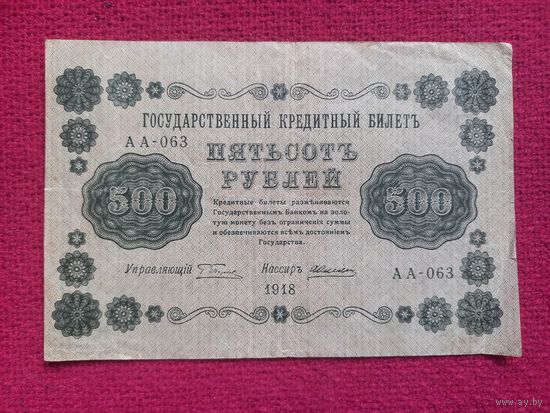 ГОСУДАРСТВЕННЫЙ КРЕДИТНЫЙ БИЛЕТЪ
АА-063
ПЯТЬСОТЪ
РУБЛЕЙ
500
500
Кредитные билеты размѣниваются
Государственнымъ Банкомъ на золо-
тую монету безъ ограниченія суммы
и обезпечиваются всѣмъ достояніемъ
Государства.
Управляющій
Кассиръ
АА-063
1918
www.ay.by